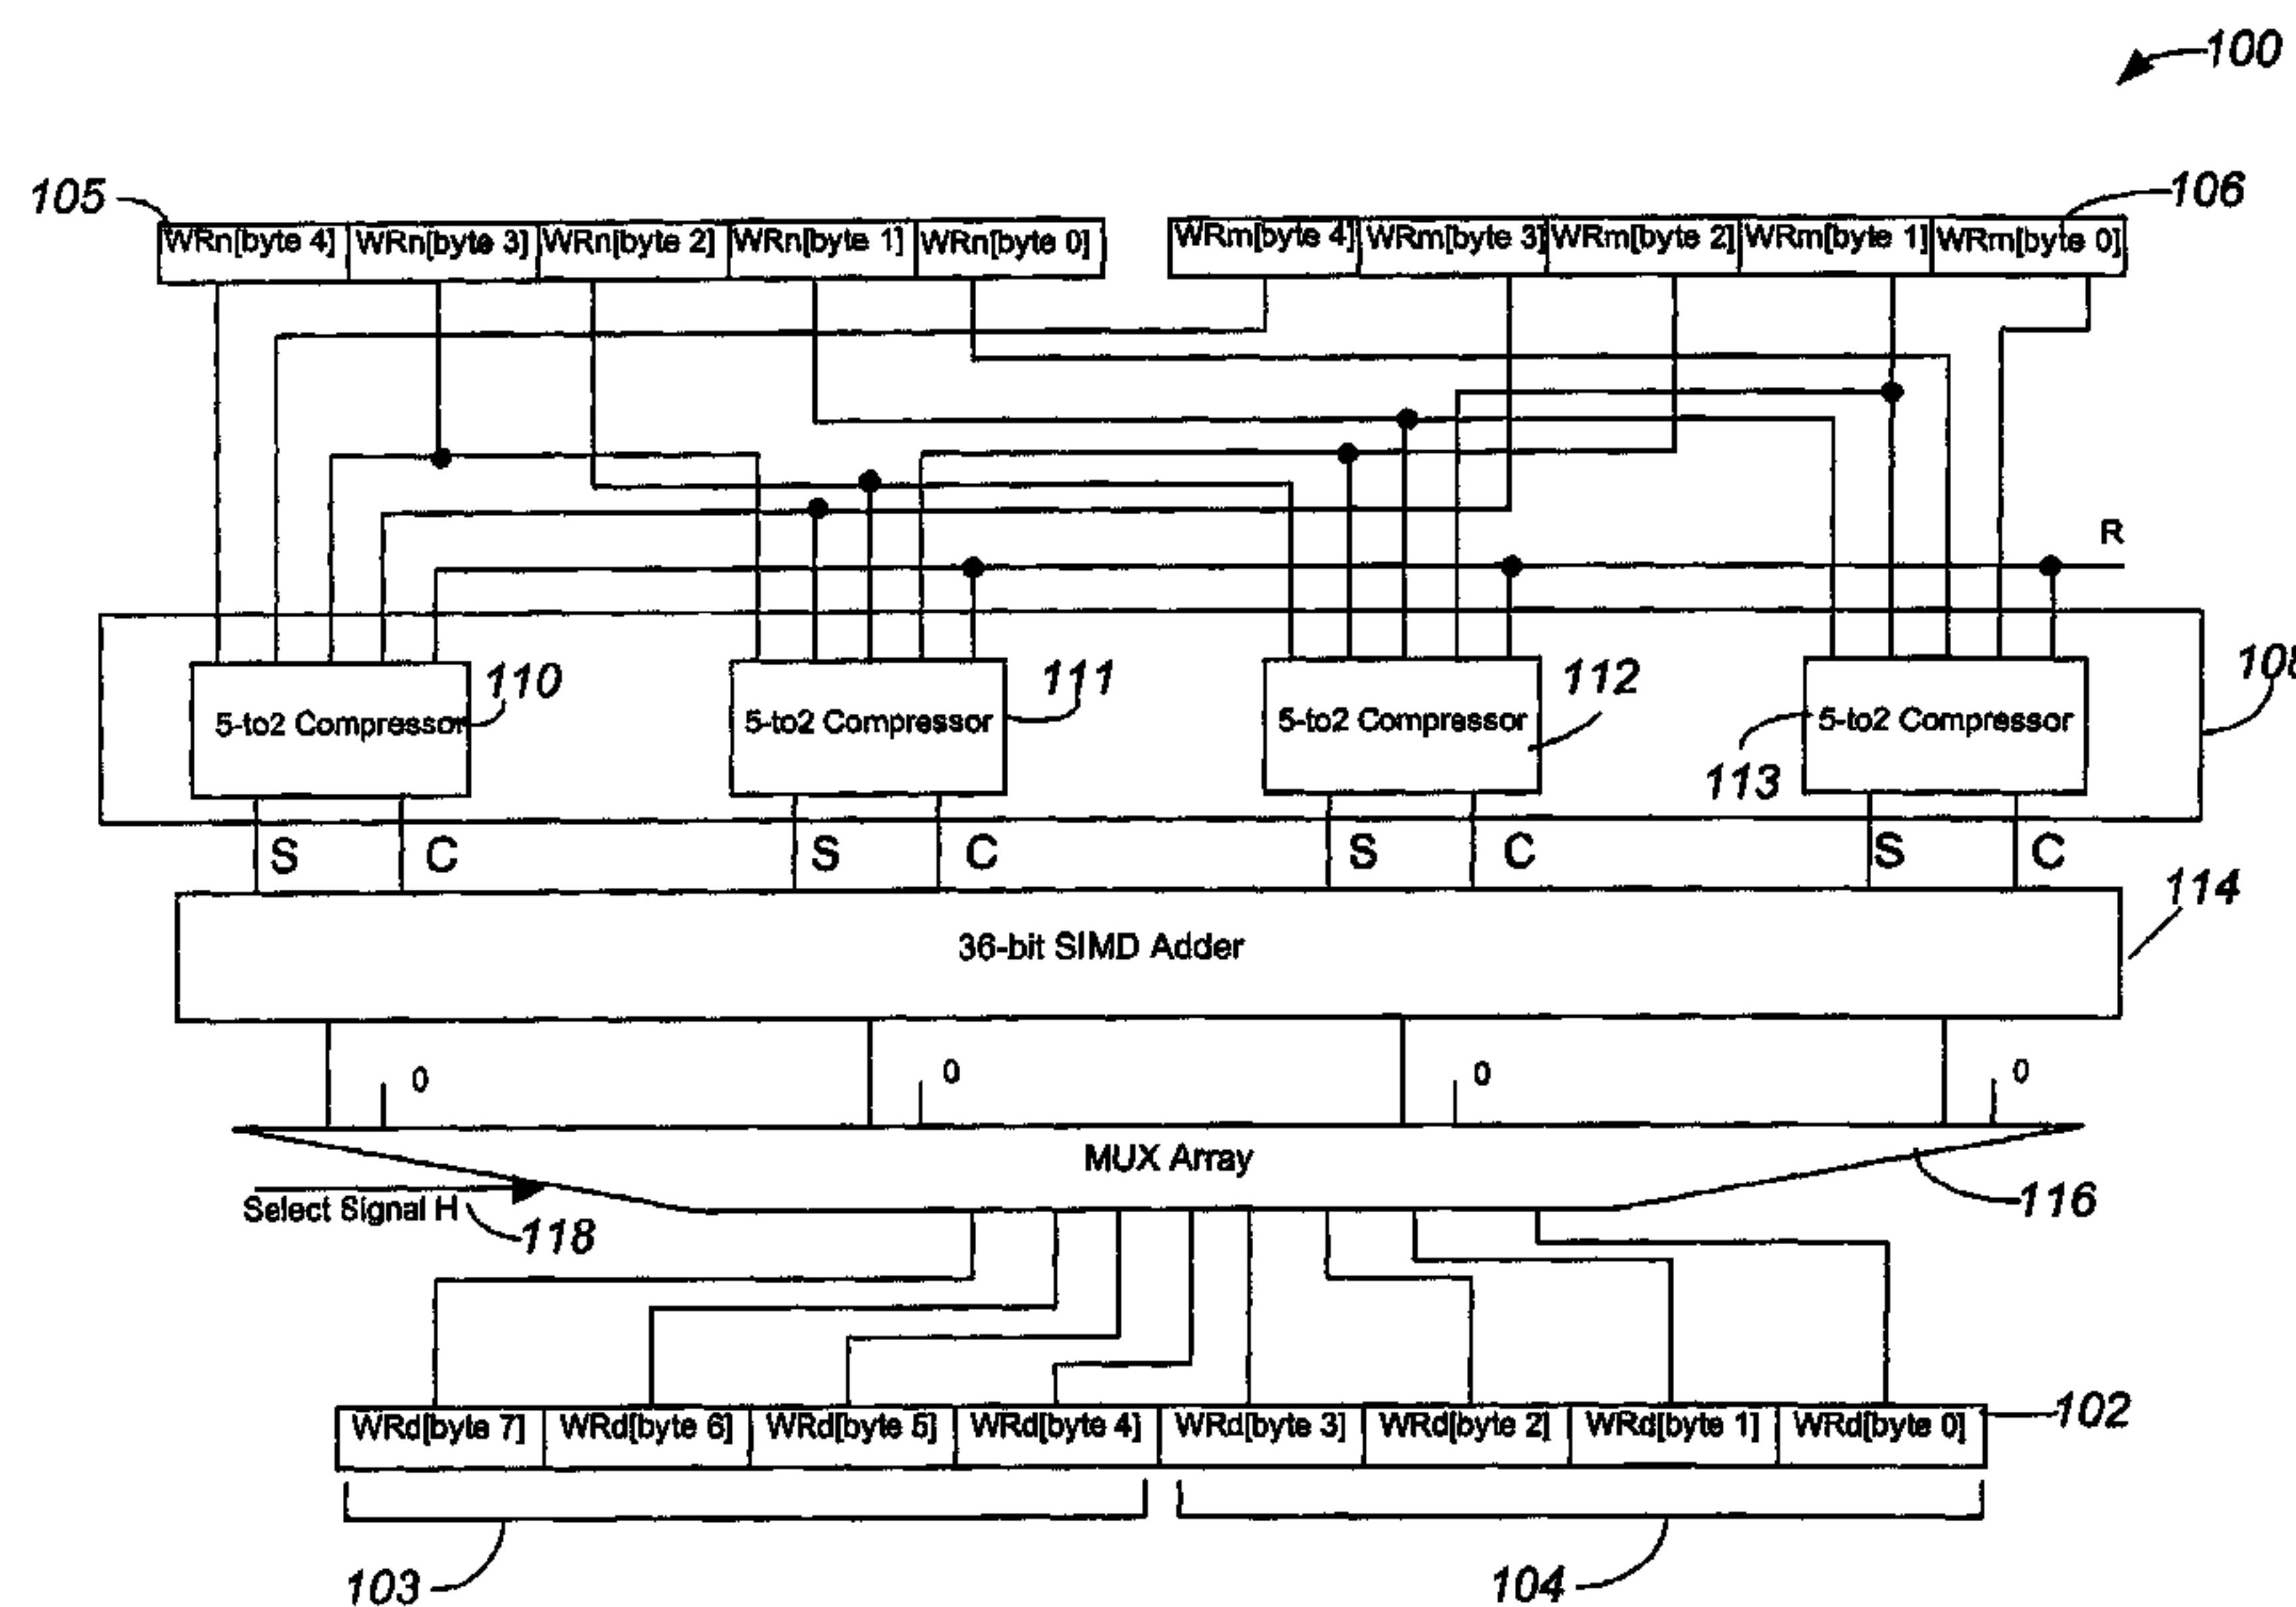 100
105
106
WRn[byte 4] WRn[byte 3] WRn[byte 2] WRn[byte 1] WRn[byte 0] WRm[byte 4] WRm[byte 3] WRm[byte 2] WRm[byte 1] WRm[byte 0]
R
110 111 112 108
5-to2 Compressor 5-to2 Compressor 5-to2 Compressor 5-to2 Compressor
113
S C S C S C S C
114
36-bit SIMD Adder
0 0 0 0
MUX Array
Select Signal H 118 116
WRd[byte 7] WRd[byte 6] WRd[byte 5] WRd[byte 4] WRd[byte 3] WRd[byte 2] WRd[byte 1] WRd[byte 0] 102
103 104